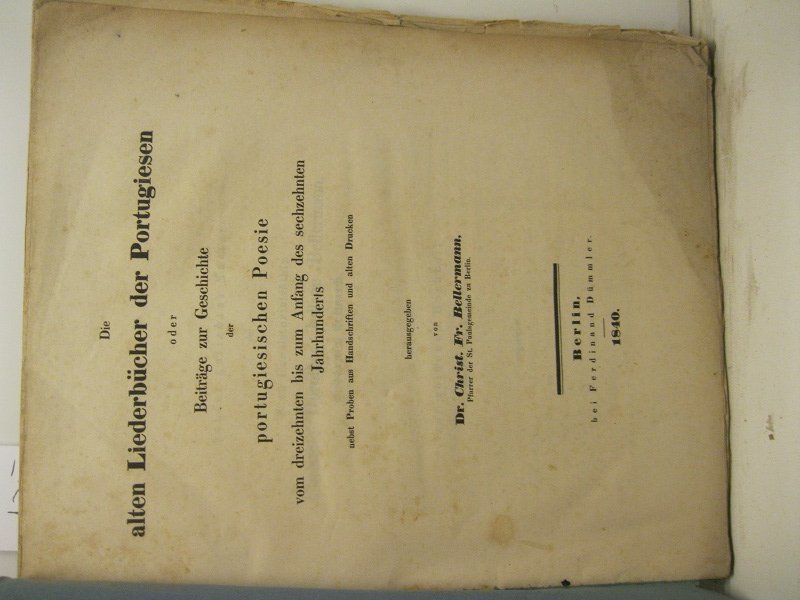 Die
alten Liederbücher der Portugiesen
oder
Beiträge zur Geschichte
der
portugiesischen Poesie
vom dreizehnten bis zum Anfang des sechzehnten
Jahrhunderts
nebst Proben aus Handschriften und alten Drucken
herausgegeben
von
Dr. Christ. Fr. Bellermann,
Pfarrer der St. Paulsgemeinde zu Berlin.
Berlin,
bei Ferdinand Dümmler.
1840.